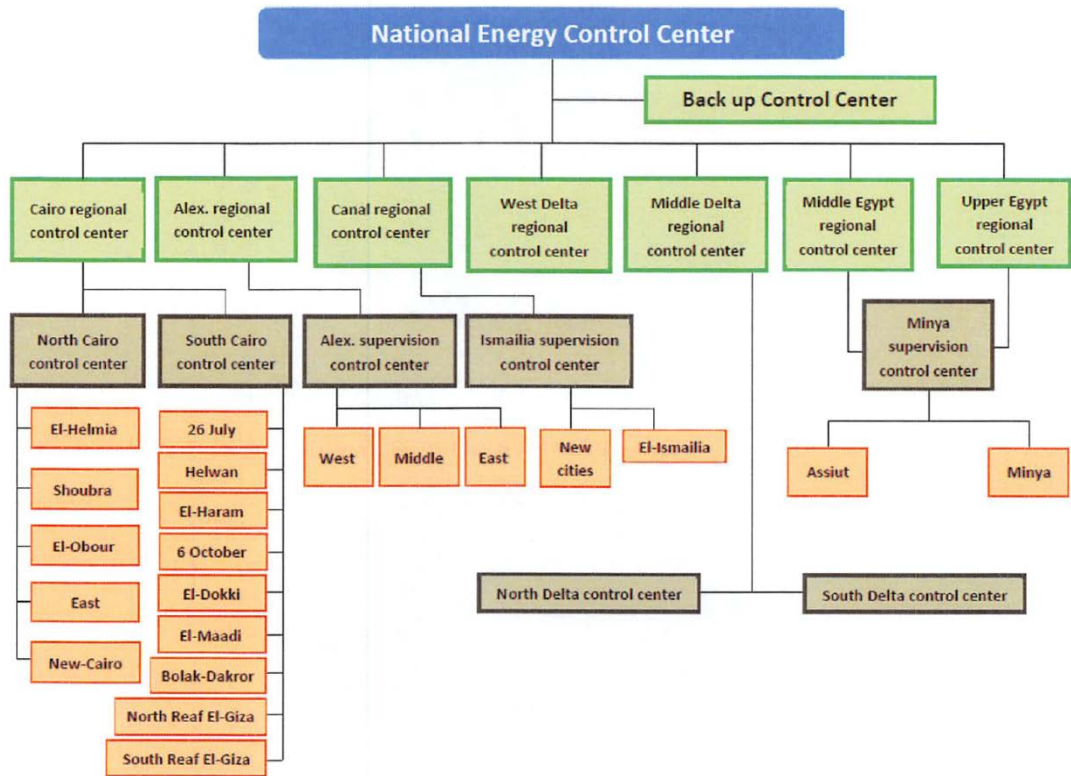 National Energy Control Center
Back up Control Center
Cairo regional
control center
Alex. regional
control center
Canal regional
control center
West Delta
regional
control center
Middle Delta
regional
control center
Middle Egypt
regional
control center
Upper Egypt
regional
control center
North Cairo
control center
South Cairo
control center
Alex. supervision
control center
Ismailia supervision
control center
Minya
supervision
control center
El-Helmia
Shoubra
El-Obour
East
New-Cairo
26 July
Helwan
El-Haram
6 October
El-Dokki
El-Maadi
Bolak-Dakror
North Reaf El-Giza
South Reaf El-Giza
West
Middle
East
New
cities
El-Ismailia
Assiut
Minya
North Delta control center
South Delta control center